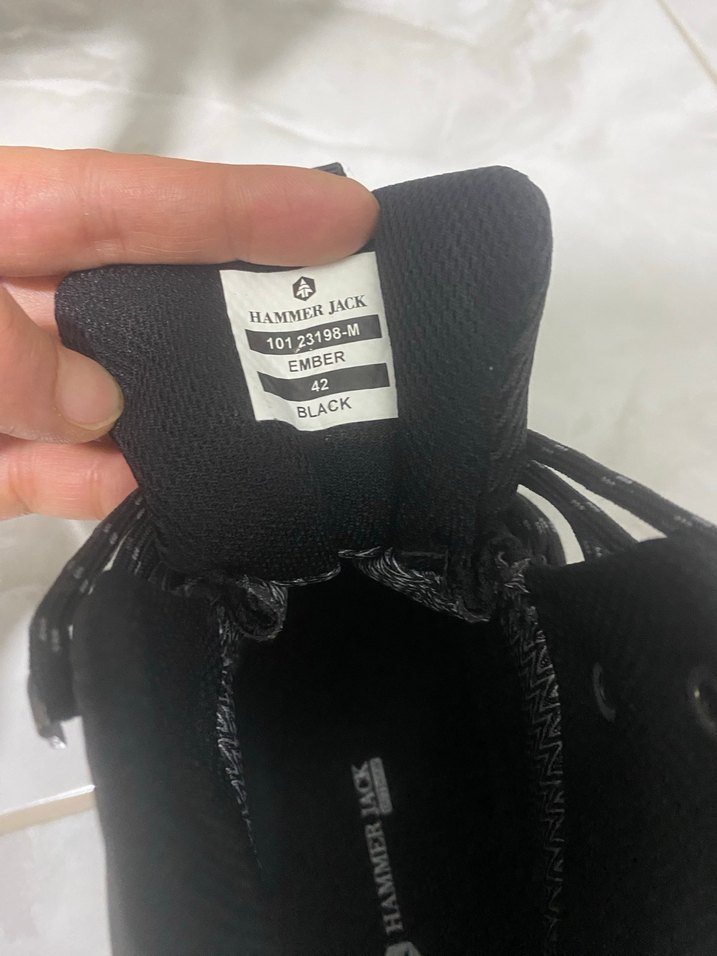 HAMMER JACK
101 23198-M
EMBER
42
BLACK
HAMMER JACK